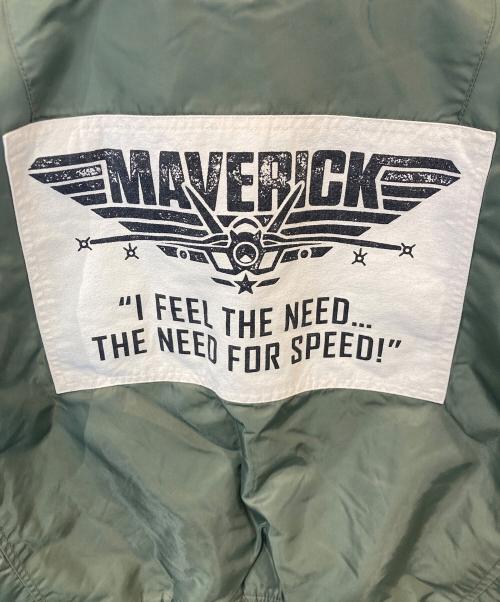 MAVERICK
“I FEEL THE NEED...
THE NEED FOR SPEED!”